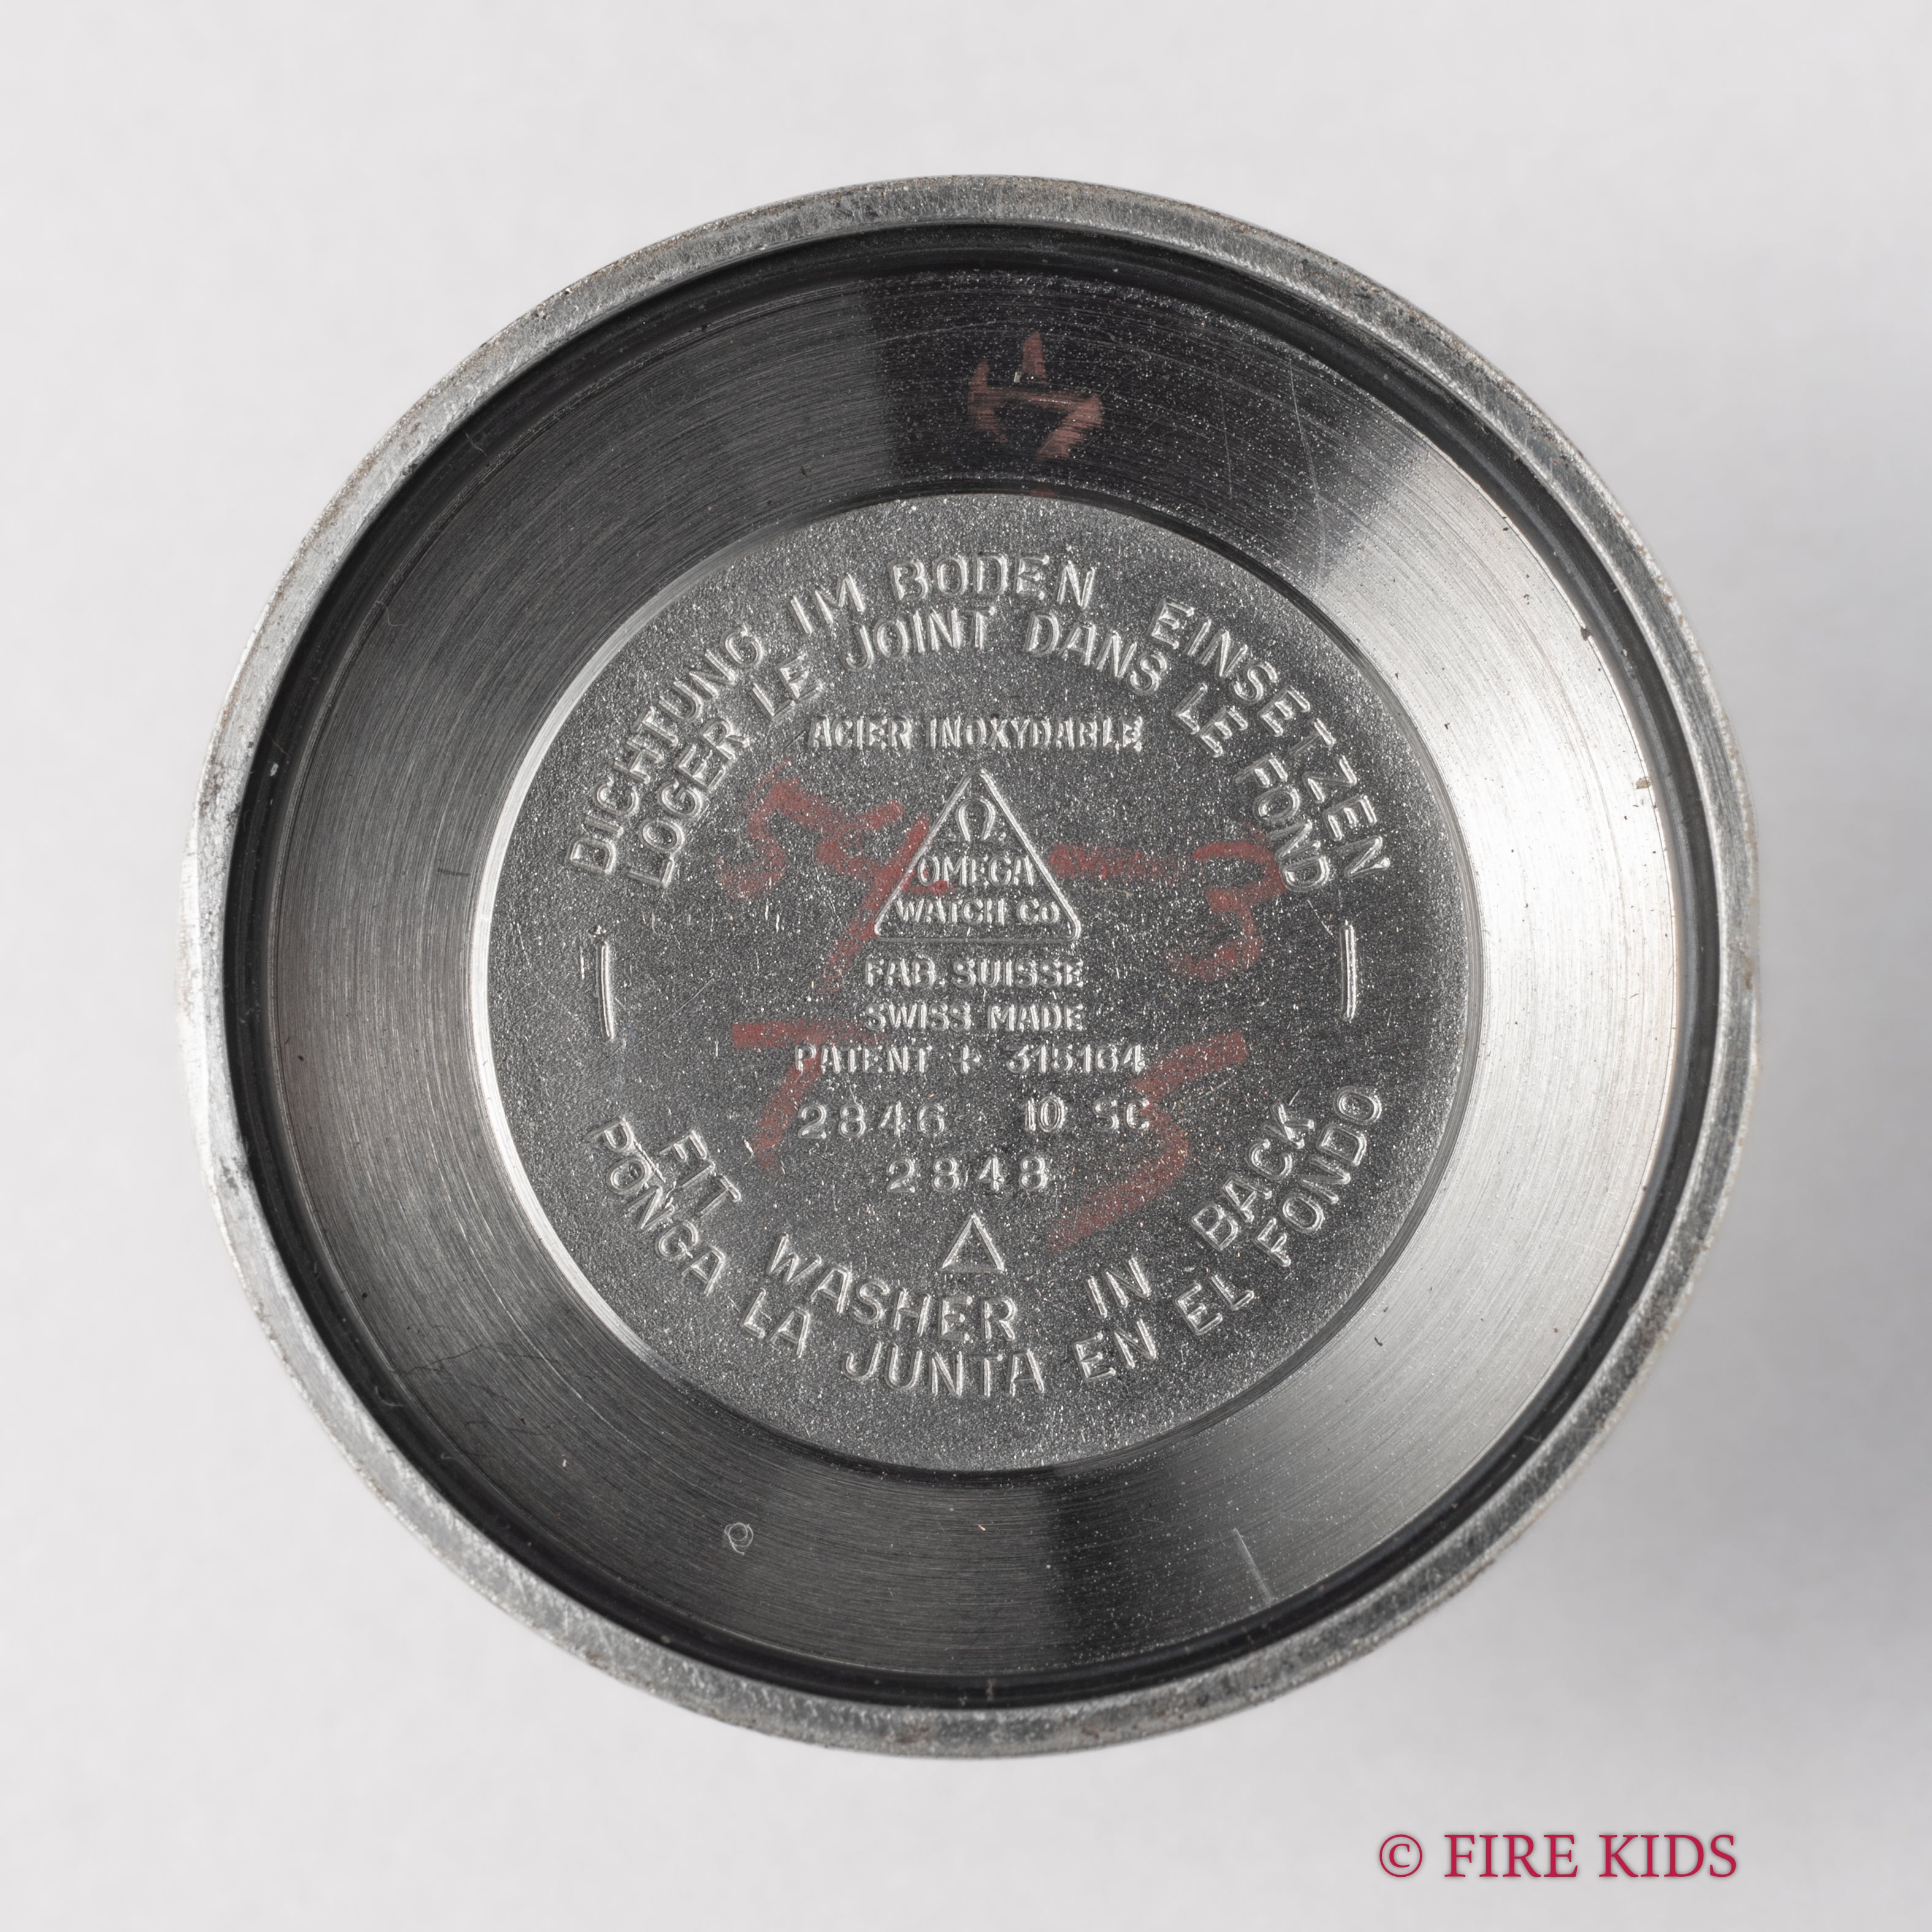 DICHTUNG IM BODEN EINSETZEN
LOGER LE JOINT DANS LE FOND
ACIER INOXYDABLE
Ω
OMEGA
WATCH Co
FAB. SUISSE
SWISS MADE
PATENT + 315164
2846 10 SC
2848
FIT WASHER IN BACK
PONGA LA JUNTA EN EL FONDO
© FIRE KIDS